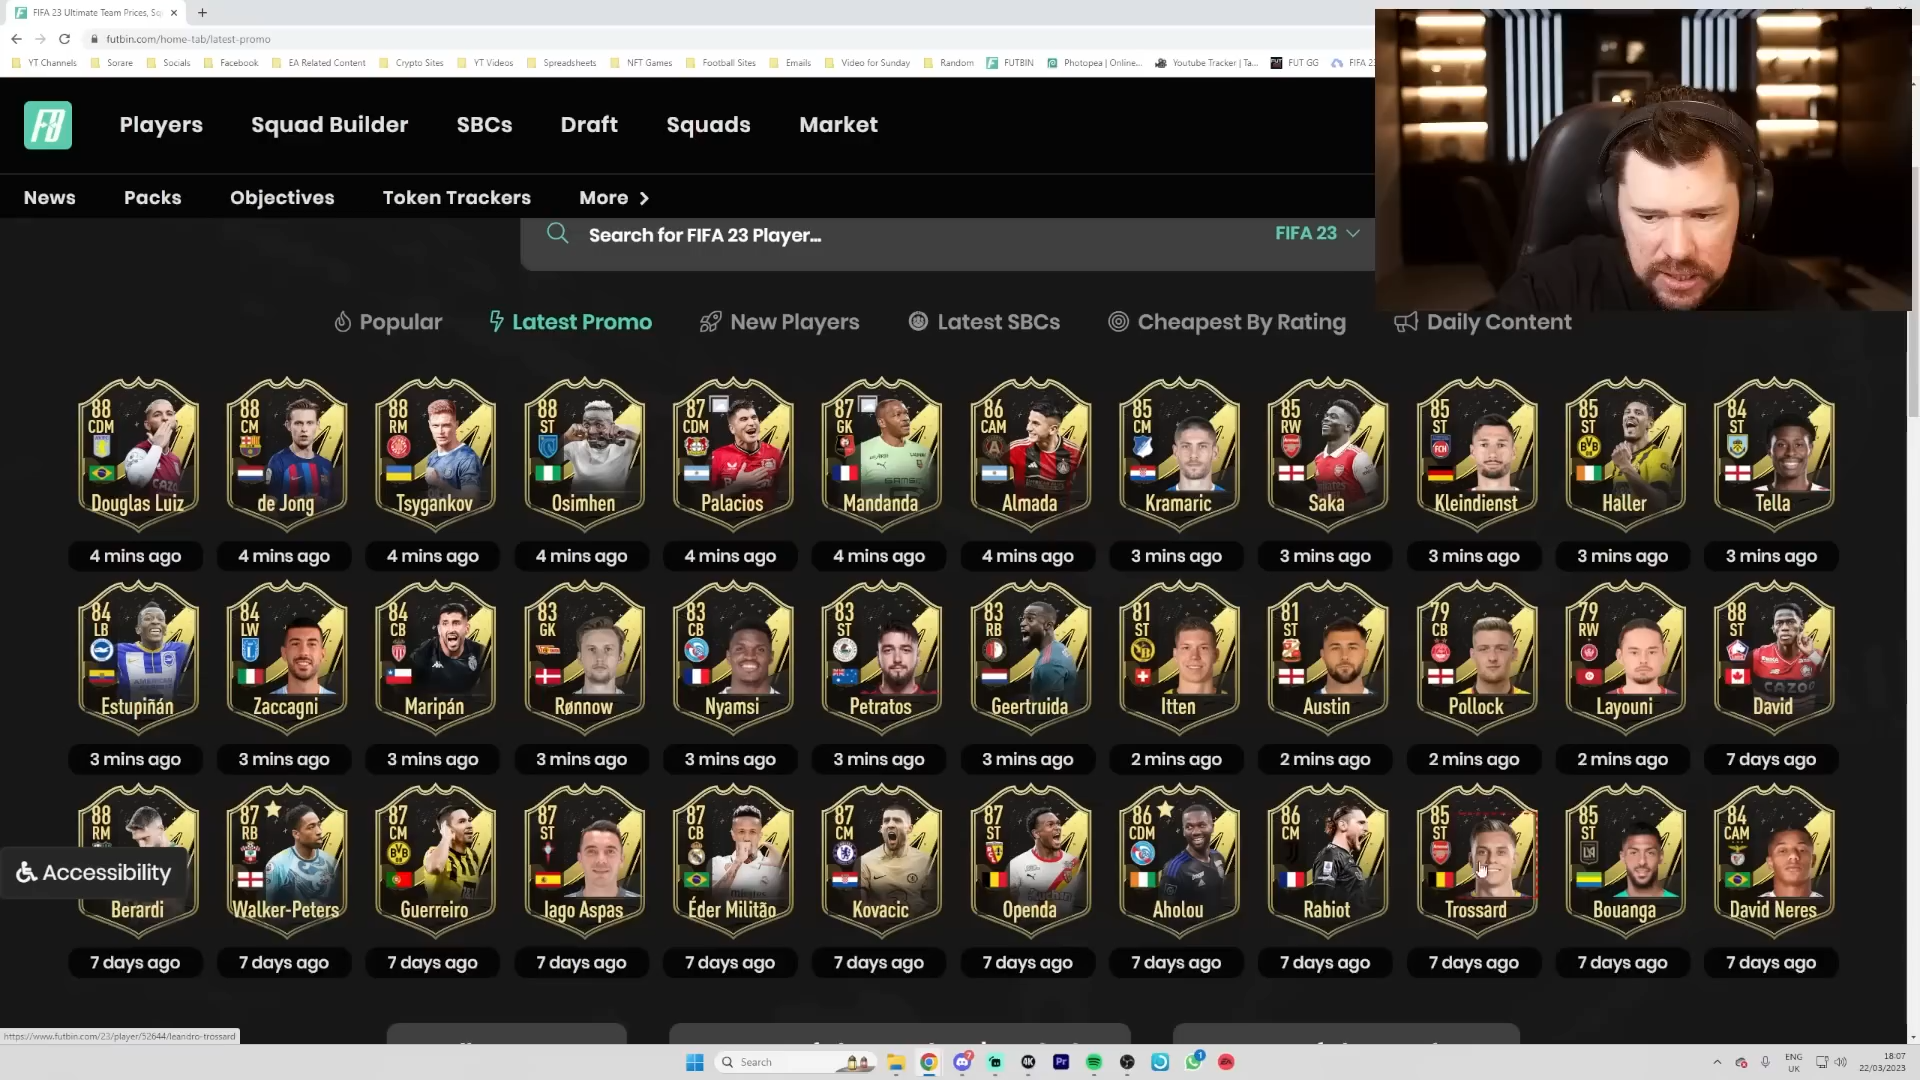 FIFA 23 Ultimate Team Prices, Sq
futbin.com/home-tab/latest-promo
YT Channels Sorare Socials Facebook EA Related Content Crypto Sites YT Videos Spreadsheets NFT Games Football Sites Emails Video for Sunday Random FUTBIN Photopea | Online... Youtube Tracker | Ta... FUT GG FIFA 23
Players Squad Builder SBCs Draft Squads Market
News Packs Objectives Token Trackers More
Search for FIFA 23 Player... FIFA 23
Popular Latest Promo New Players Latest SBCs Cheapest By Rating Daily Content
88 88 88 88 87 87 86 85 85 85 85 84
CDM CM RM ST CDM GK CAM CM RW ST ST ST
Douglas Luiz de Jong Tsygankov Osimhen Palacios Mandanda Almada Kramaric Saka Kleindienst Haller Tella
4 mins ago 4 mins ago 4 mins ago 4 mins ago 4 mins ago 4 mins ago 4 mins ago 3 mins ago 3 mins ago 3 mins ago 3 mins ago 3 mins ago
84 84 84 83 83 83 83 81 81 79 79 88
LB LW CB GK CB ST RB ST ST CB RW ST
Estupiñán Zaccagni Maripán Rønnow Nyamsi Petratos Geertruida Itten Austin Pollock Layouni David
3 mins ago 3 mins ago 3 mins ago 3 mins ago 3 mins ago 3 mins ago 3 mins ago 2 mins ago 2 mins ago 2 mins ago 2 mins ago 7 days ago
88 87 87 87 87 87 87 86 86 85 85 84
RM RB CM ST CB CM ST CDM CM ST ST CAM
Accessibility
Berardi Walker-Peters Guerreiro Iago Aspas Éder Militão Kovacic Openda Aholou Rabiot Trossard Bouanga David Neres
7 days ago 7 days ago 7 days ago 7 days ago 7 days ago 7 days ago 7 days ago 7 days ago 7 days ago 7 days ago 7 days ago 7 days ago
https://www.futbin.com/23/player/52644/leandro-trossard
Search
ENG
UK
18:07
22/03/2023